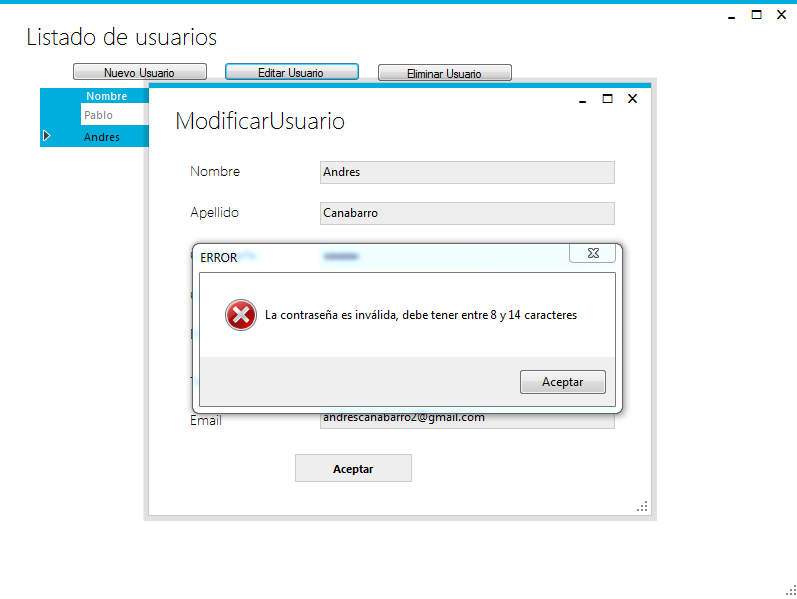 Listado de usuarios
Nuevo Usuario
Editar Usuario
Eliminar Usuario
Nombre
Pablo
Andres
ModificarUsuario
Nombre
Andres
Apellido
Canabarro
ERROR
La contraseña es inválida, debe tener entre 8 y 14 caracteres
Aceptar
Email
andrescanabarro2@gmail.com
Aceptar